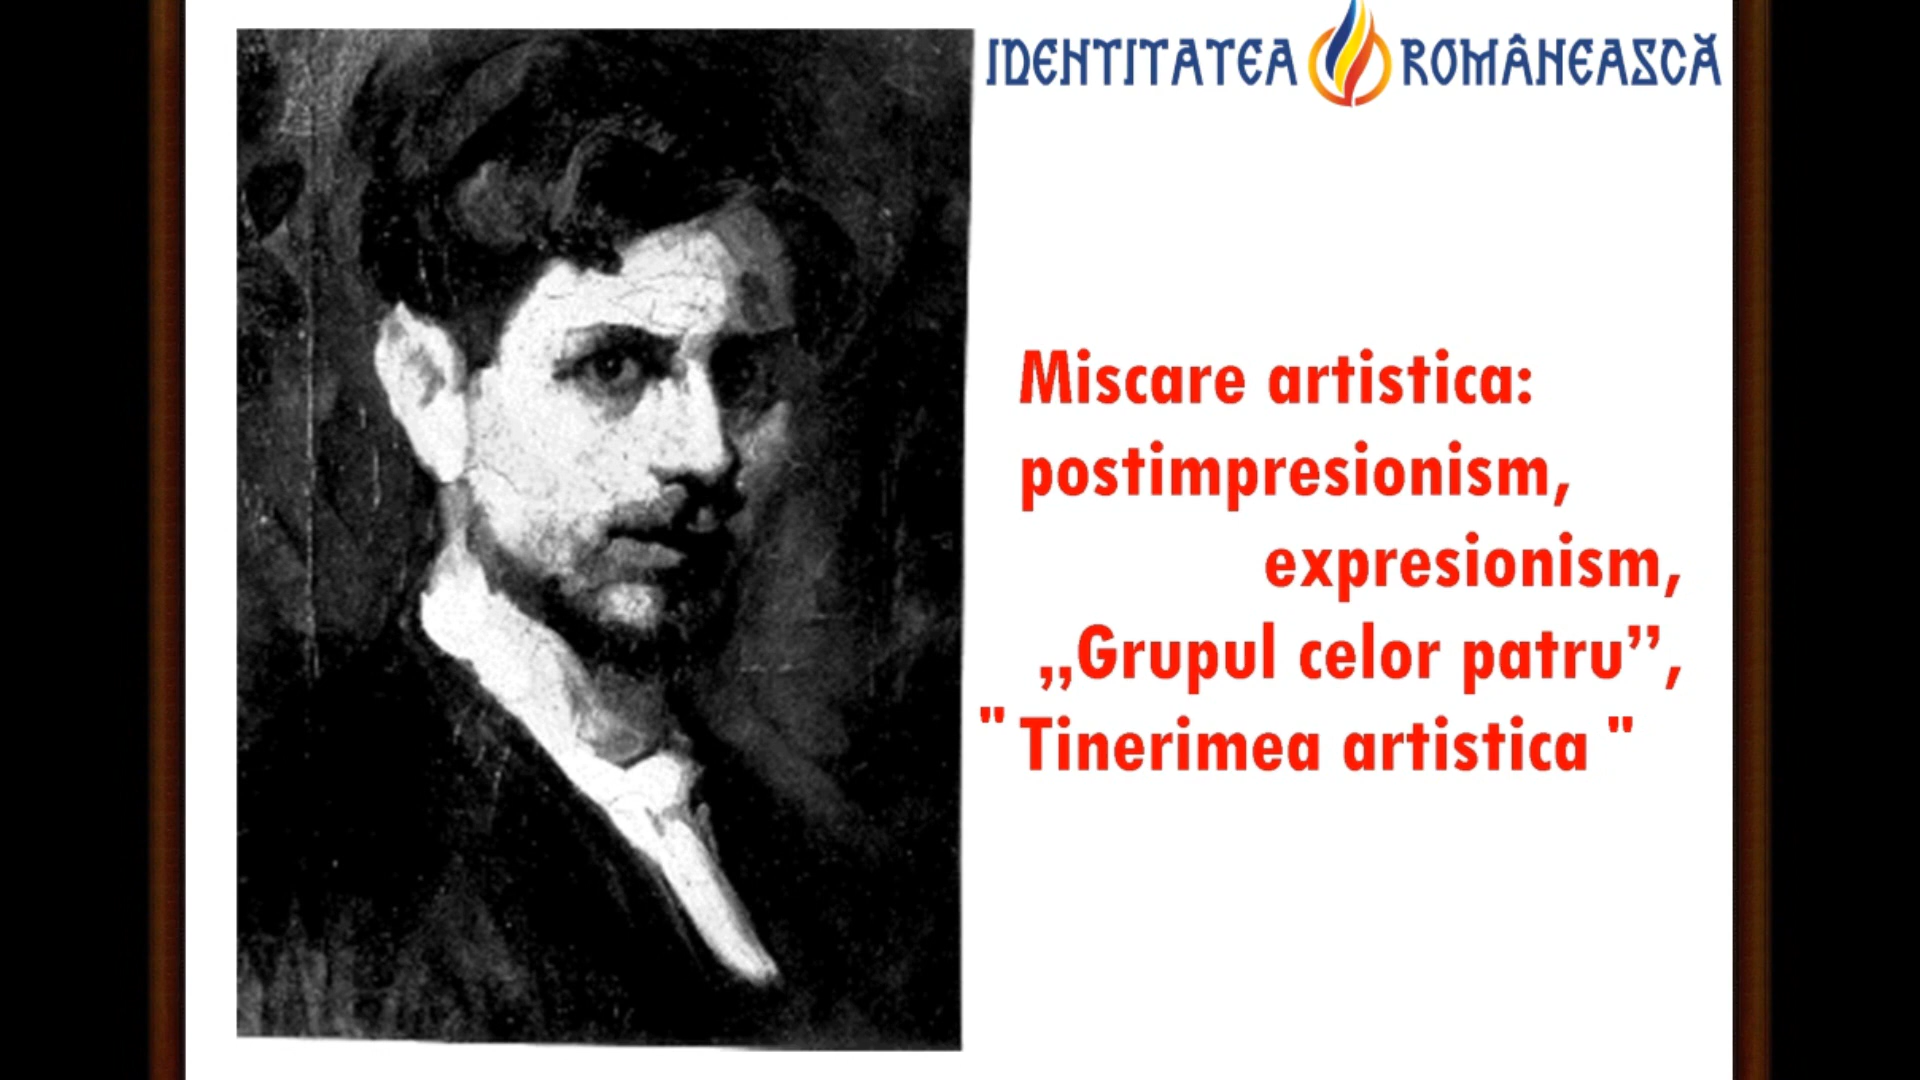 IDENTITATEA ROMÂNEASCĂ
Miscare artistica:
postimpresionism,
expresionism,
„Grupul celor patru”,
" Tinerimea artistica "